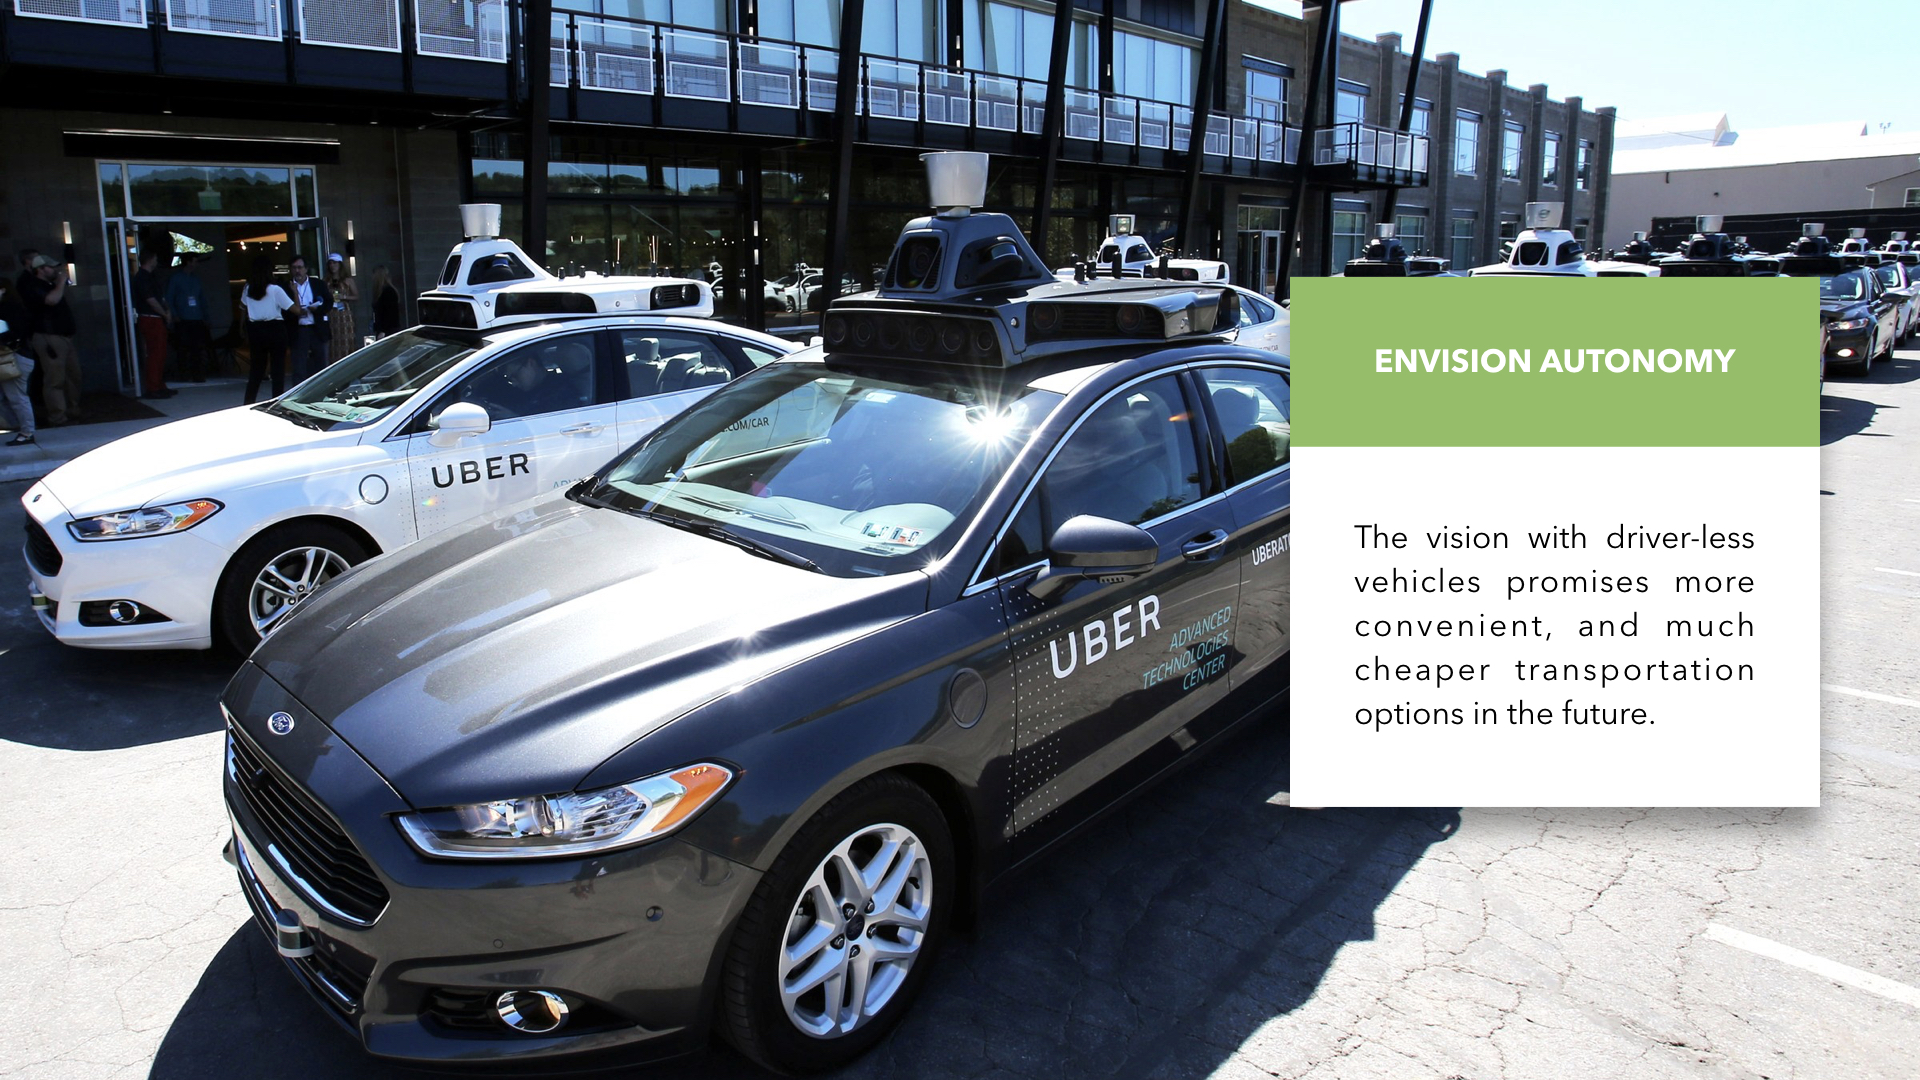 ENVISION AUTONOMY
The vision with driver-less
vehicles promises more
convenient, and much
cheaper transportation
options in the future.
UBER
.COM/CAR
UBER
ADVANCED
TECHNOLOGIES
CENTER